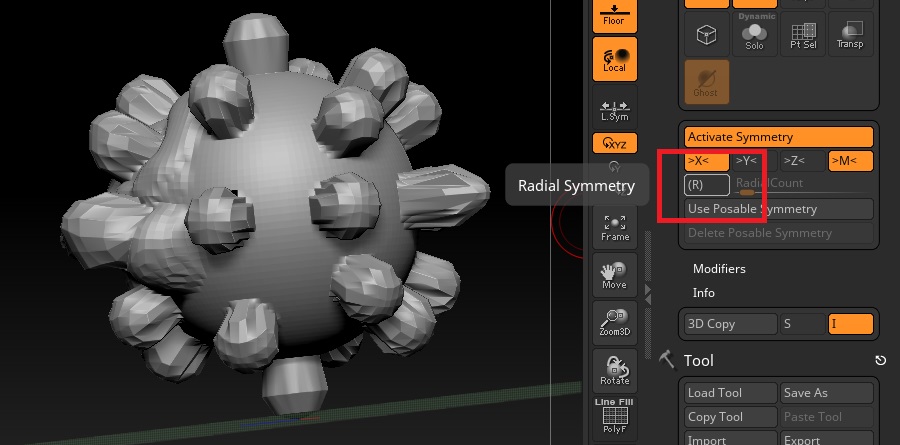 Dynamic
Floor
Solo
Pt Sel
Transp
Local
Ghost
L.Sym
Activate Symmetry
XYZ
>X<
>Y<
>Z<
>M<
Radial Symmetry
(R)
RadialCount
Use Posable Symmetry
Frame
Delete Posable Symmetry
Modifiers
Move
Info
Zoom3D
3D Copy
S
I
Rotate
Tool
Line Fill
Load Tool
Save As
PolyF
Copy Tool
Paste Tool
Import
Export